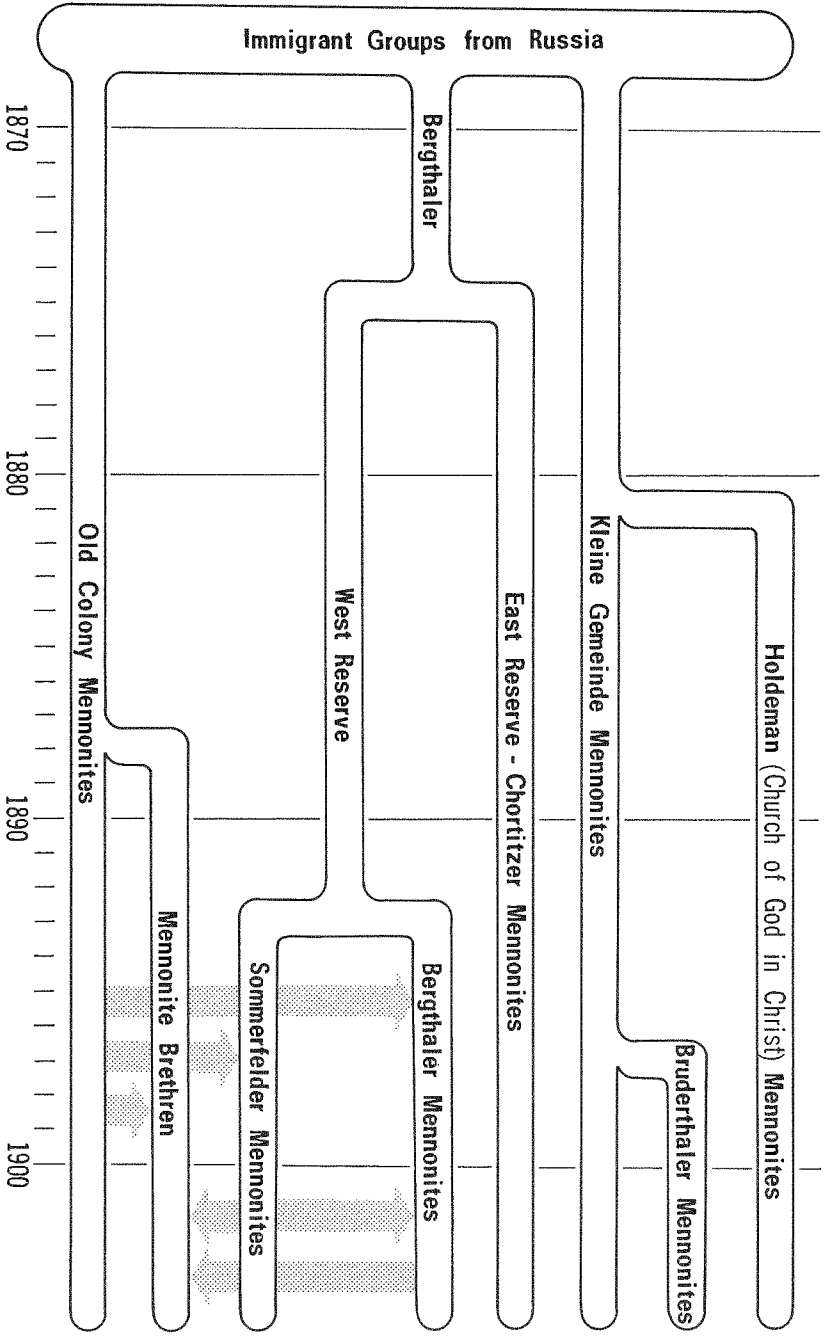 Immigrant Groups from Russia
1870
1880
1890
1900
Bergthaler
Old Colony Mennonites
Mennonite Brethren
West Reserve
Sommerfelder Mennonites
Bergthaler Mennonites
East Reserve - Chortitzer Mennonites
Kleine Gemeinde Mennonites
Bruderthaler Mennonites
Holdeman (Church of God in Christ) Mennonites